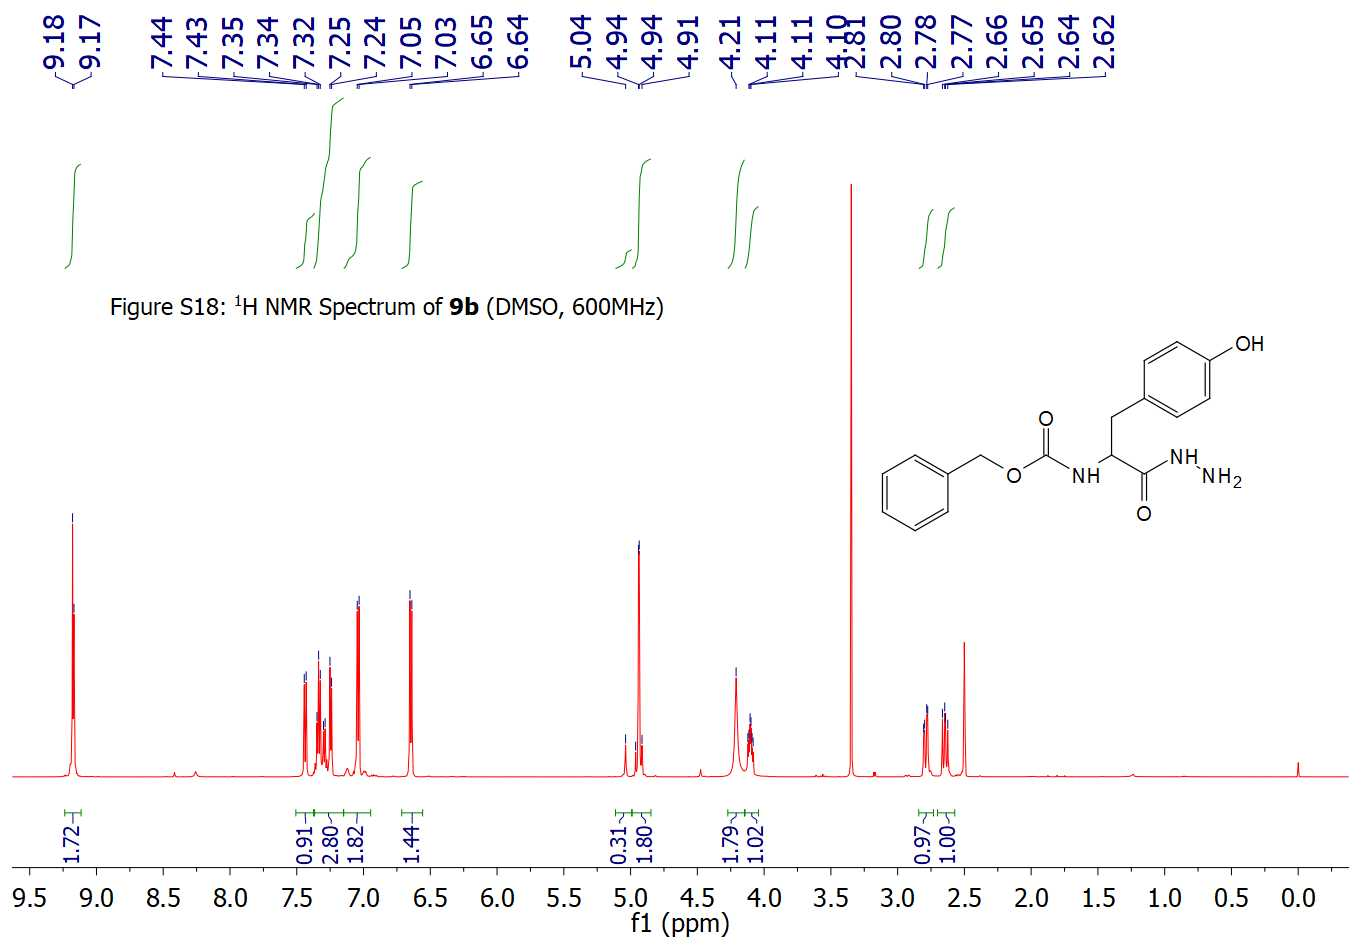 9.18 9.17 7.44 7.43 7.35 7.34 7.32 7.25 7.24 7.05 7.03 6.65 6.64 5.04 4.94 4.94 4.91 4.21 4.11 4.11 4.10 2.81 2.80 2.78 2.77 2.66 2.65 2.64 2.62
Figure S18: ¹H NMR Spectrum of 9b (DMSO, 600MHz)
OH
O
O
NH
NH
NH₂
O
1.72 0.91 2.80 1.82 1.44 0.31 1.80 1.79 1.02 0.97 1.00
9.5 9.0 8.5 8.0 7.5 7.0 6.5 6.0 5.5 5.0 4.5 4.0 3.5 3.0 2.5 2.0 1.5 1.0 0.5 0.0
f1 (ppm)